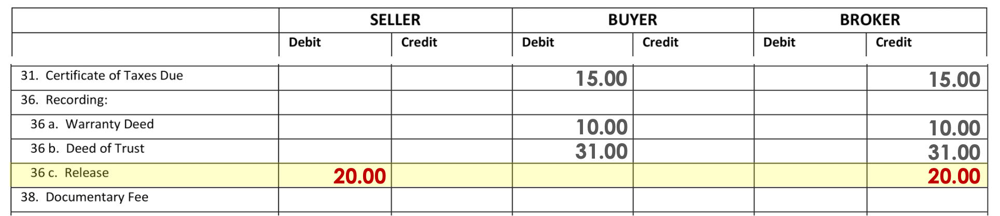 SELLER BUYER BROKER
Debit Credit Debit Credit Debit Credit
31. Certificate of Taxes Due 15.00 15.00
36. Recording:
36 a. Warranty Deed 10.00 10.00
36 b. Deed of Trust 31.00 31.00
36 c. Release 20.00 20.00
38. Documentary Fee